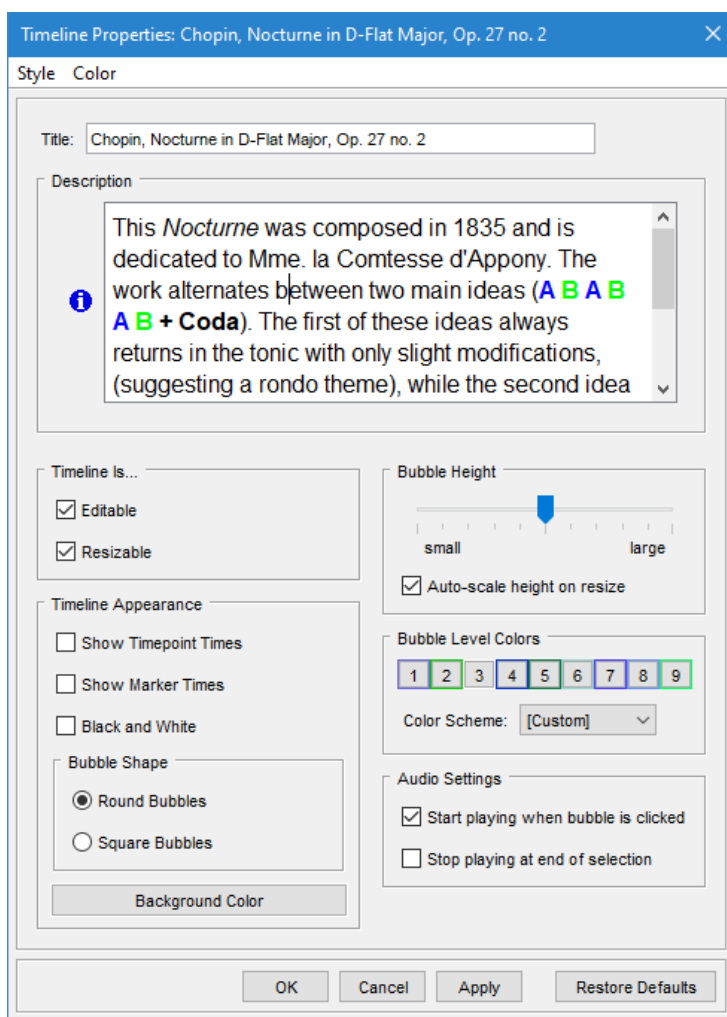 Timeline Properties: Chopin, Nocturne in D-Flat Major, Op. 27 no. 2
Style Color
Title: Chopin, Nocturne in D-Flat Major, Op. 27 no. 2
Description
This Nocturne was composed in 1835 and is
dedicated to Mme. la Comtesse d'Appony. The
work alternates between two main ideas (A B A B
A B + Coda). The first of these ideas always
returns in the tonic with only slight modifications,
(suggesting a rondo theme), while the second idea
Timeline Is...
Editable
Resizable
Timeline Appearance
Show Timepoint Times
Show Marker Times
Black and White
Bubble Shape
Round Bubbles
Square Bubbles
Background Color
Bubble Height
small large
Auto-scale height on resize
Bubble Level Colors
1 2 3 4 5 6 7 8 9
Color Scheme: [Custom]
Audio Settings
Start playing when bubble is clicked
Stop playing at end of selection
OK Cancel Apply Restore Defaults